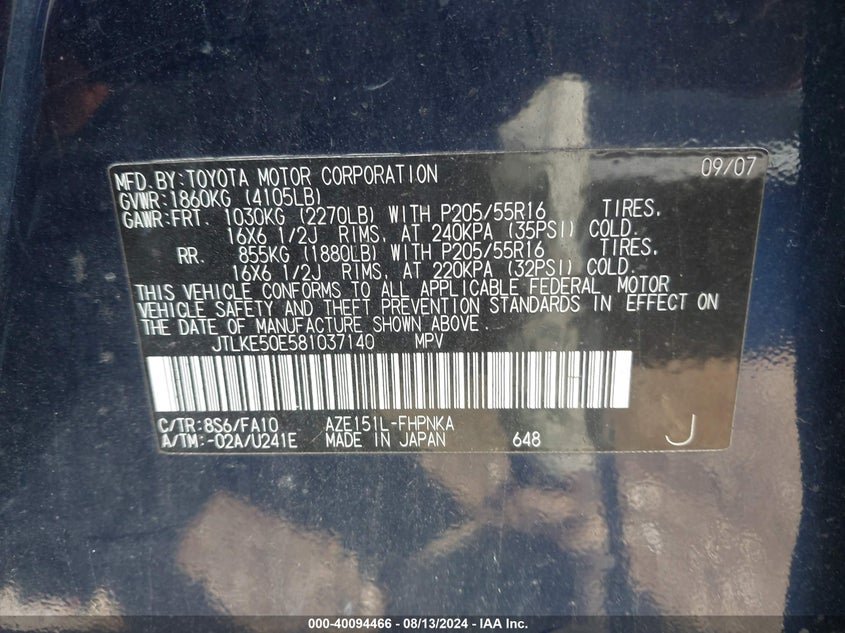 MFD.BY:TOYOTA MOTOR CORPORATION 09/07
GVWR:1860KG (4105LB)
GAWR:FRT. 1030KG (2270LB) WITH P205/55R16 TIRES,
16X6 1/2J RIMS, AT 240KPA (35PSI) COLD.
RR. 855KG (1880LB) WITH P205/55R16 TIRES,
16X6 1/2J RIMS, AT 220KPA (32PSI) COLD.
THIS VEHICLE CONFORMS TO ALL APPLICABLE FEDERAL MOTOR
VEHICLE SAFETY AND THEFT PREVENTION STANDARDS IN EFFECT ON
THE DATE OF MANUFACTURE SHOWN ABOVE.
JTLKE50E581037140 MPV
C/TR:8S6/FA10 AZE151L-FHPNKA
A/TM:-02A/U241E MADE IN JAPAN 648 J
000-40094466 - 08/13/2024 - IAA Inc.